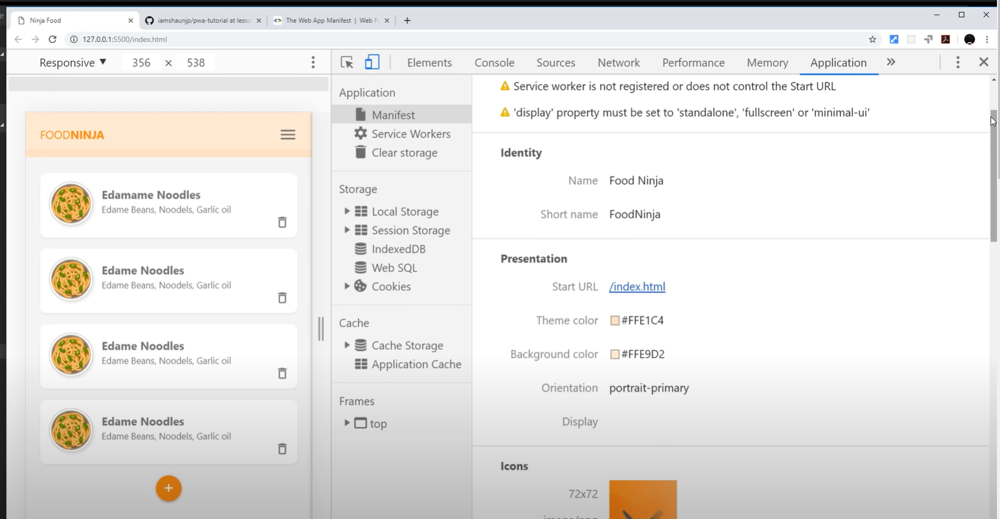 Ninja Food
iamshaunjp/pwa-tutorial at lesso
The Web App Manifest | Web Fu
127.0.0.1:5500/index.html
Responsive ▼ 356 × 538
FOODNINJA
Edamame Noodles
Edame Beans, Noodels, Garlic oil
Edame Noodles
Edame Beans, Noodels, Garlic oil
Edame Noodles
Edame Beans, Noodels, Garlic oil
Edame Noodles
Edame Beans, Noodels, Garlic oil
+
Elements Console Sources Network Performance Memory Application »
Application
Manifest
Service Workers
Clear storage
Storage
Local Storage
Session Storage
IndexedDB
Web SQL
Cookies
Cache
Cache Storage
Application Cache
Frames
top
Service worker is not registered or does not control the Start URL
'display' property must be set to 'standalone', 'fullscreen' or 'minimal-ui'
Identity
Name Food Ninja
Short name FoodNinja
Presentation
Start URL /index.html
Theme color #FFE1C4
Background color #FFE9D2
Orientation portrait-primary
Display
Icons
72x72